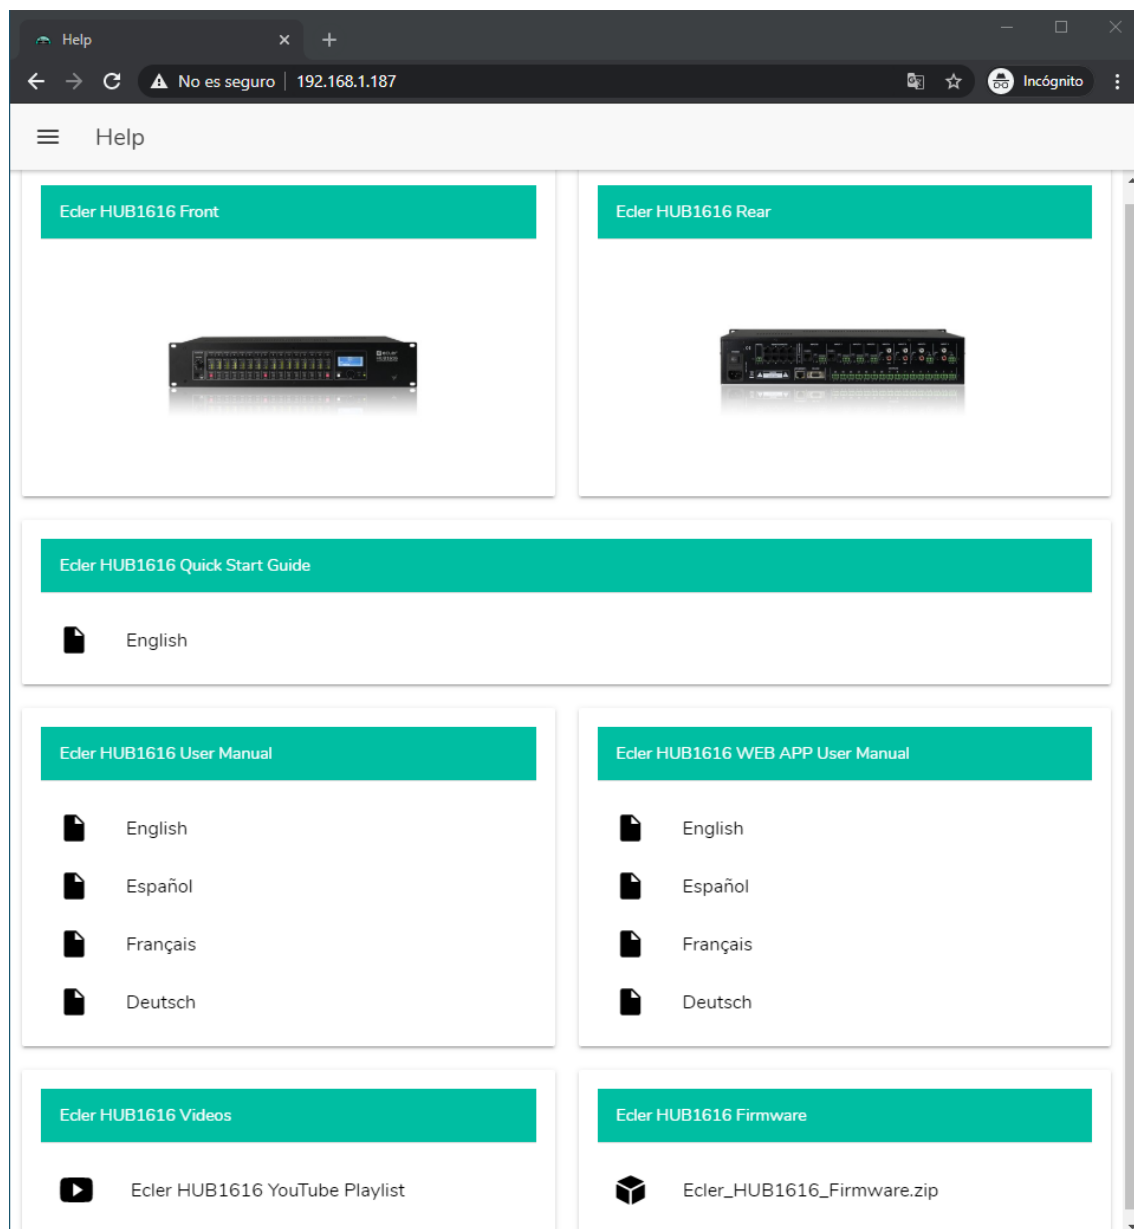 Help
No es seguro
192.168.1.187
Incógnito
Help
Ecler HUB1616 Front
Ecler HUB1616 Rear
ecler
HUB1616
Ecler HUB1616 Quick Start Guide
English
Ecler HUB1616 User Manual
English
Español
Français
Deutsch
Ecler HUB1616 WEB APP User Manual
English
Español
Français
Deutsch
Ecler HUB1616 Videos
Ecler HUB1616 YouTube Playlist
Ecler HUB1616 Firmware
Ecler_HUB1616_Firmware.zip